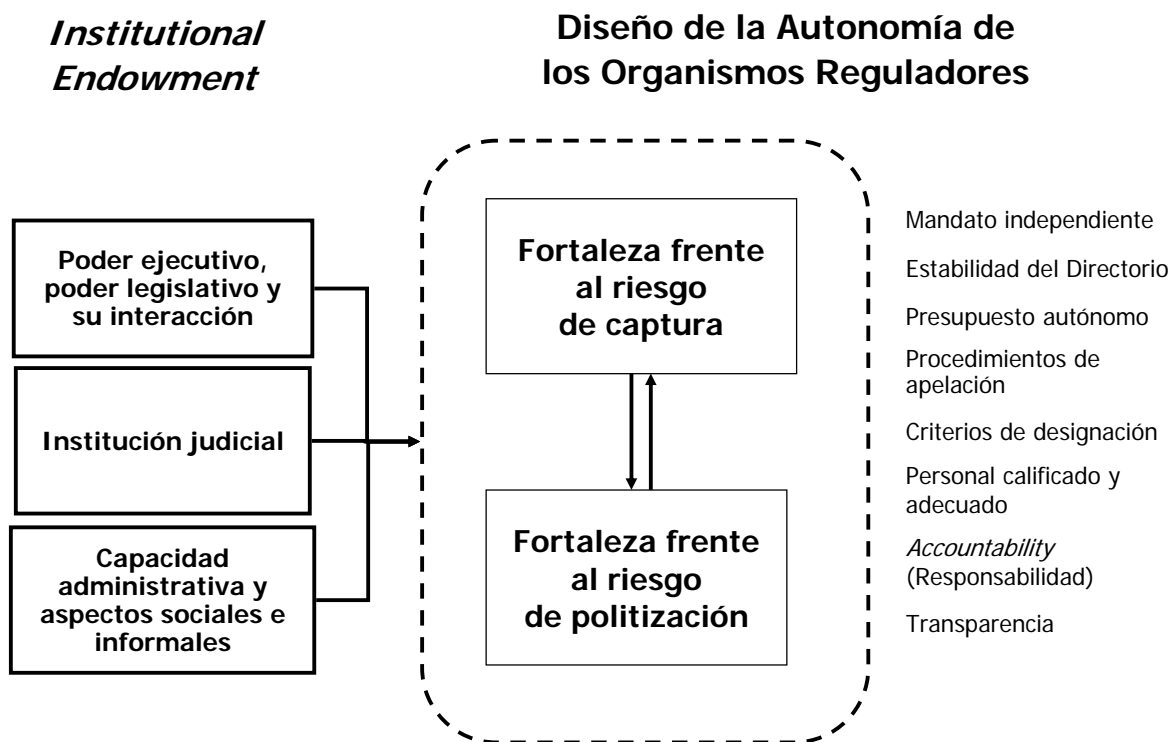 Institutional
Endowment
Diseño de la Autonomía de
los Organismos Reguladores
Poder ejecutivo,
poder legislativo y
su interacción
Institución judicial
Capacidad
administrativa y
aspectos sociales e
informales
Fortaleza frente
al riesgo
de captura
Fortaleza frente
al riesgo
de politización
Mandato independiente
Estabilidad del Directorio
Presupuesto autónomo
Procedimientos de
apelación
Criterios de designación
Personal calificado y
adecuado
Accountability
(Responsabilidad)
Transparencia